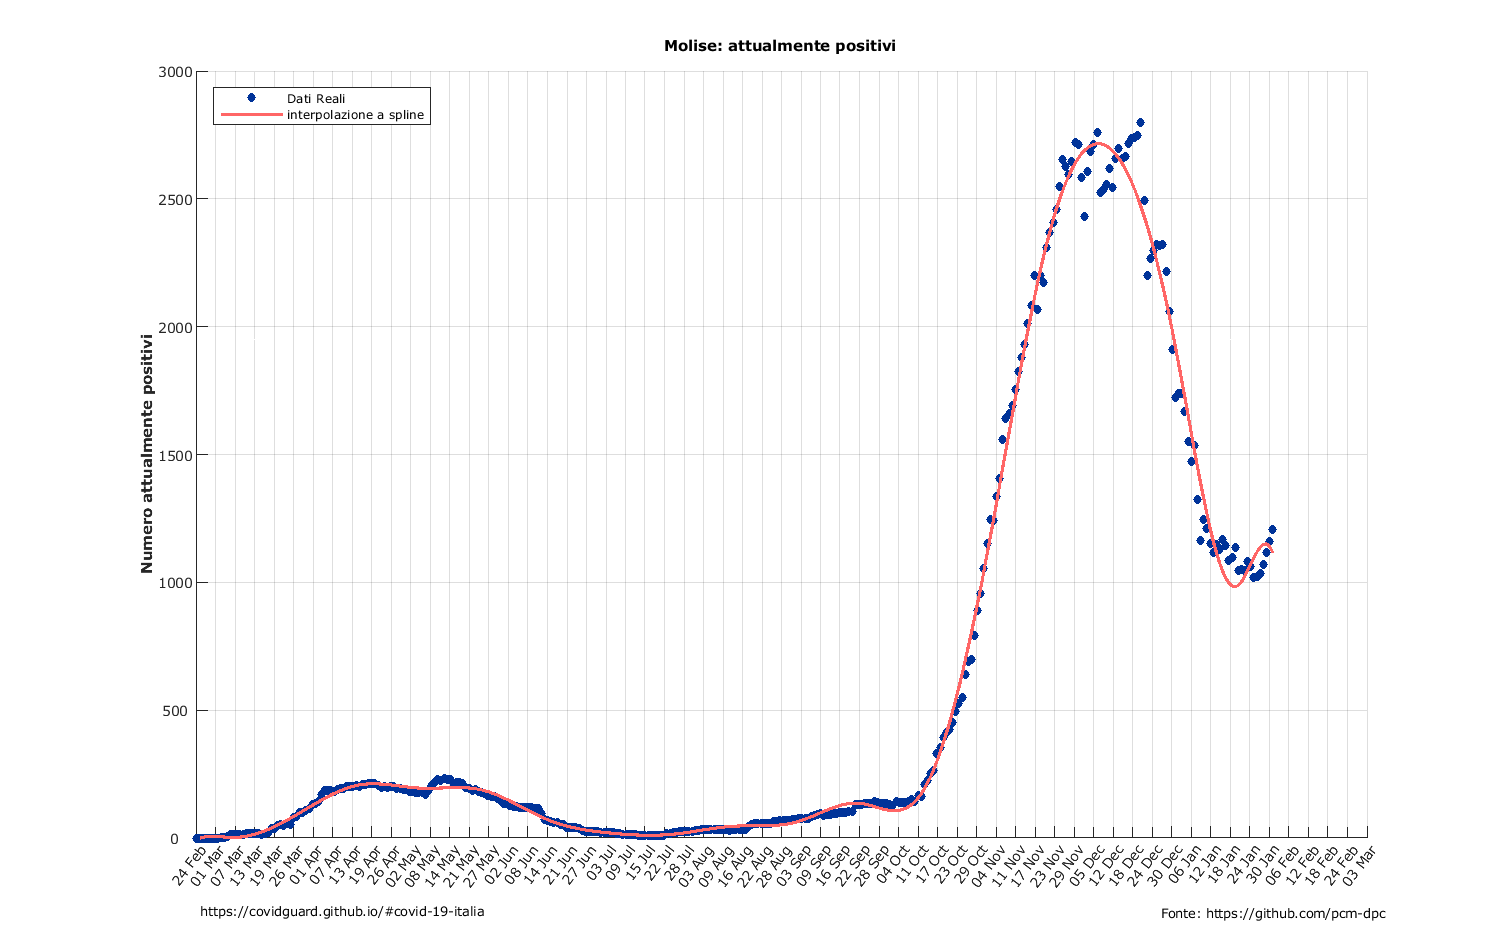 Molise: attualmente positivi
3000
Dati Reali
interpolazione a spline
2500
2000
1500
1000
500
0
Numero attualmente positivi
24 Feb
01 Mar
07 Mar
13 Mar
19 Mar
26 Mar
01 Apr
07 Apr
13 Apr
19 Apr
26 Apr
02 May
08 May
14 May
21 May
27 May
02 Jun
08 Jun
14 Jun
21 Jun
27 Jun
03 Jul
09 Jul
15 Jul
22 Jul
28 Jul
03 Aug
09 Aug
16 Aug
22 Aug
28 Aug
03 Sep
09 Sep
16 Sep
22 Sep
28 Sep
04 Oct
11 Oct
17 Oct
23 Oct
29 Oct
04 Nov
11 Nov
17 Nov
23 Nov
29 Dec
05 Dec
12 Dec
18 Dec
24 Dec
30 Jan
06 Jan
12 Jan
18 Jan
24 Jan
30 Jan
06 Feb
12 Feb
18 Feb
24 Feb
03 Mar
https://covidguard.github.io/#covid-19-italia
Fonte: https://github.com/pcm-dpc